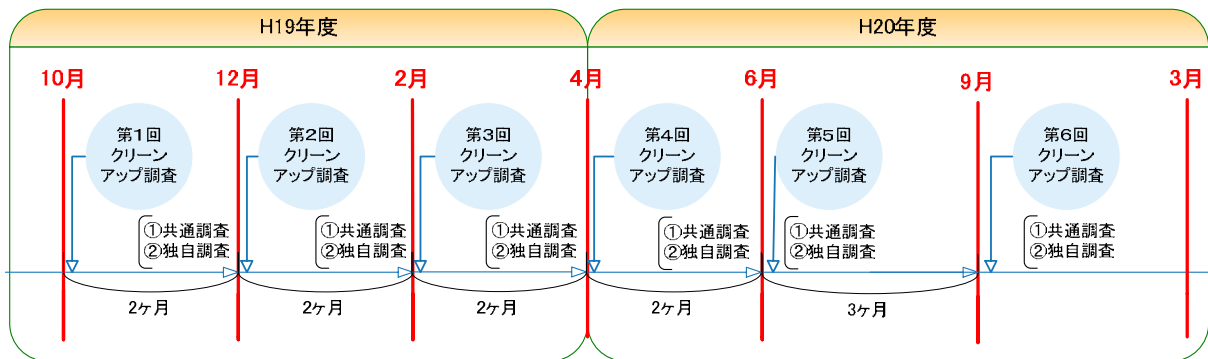 H19年度
H20年度
10月
12月
2月
4月
6月
9月
3月
第1回
クリーン
アップ調査
第2回
クリーン
アップ調査
第3回
クリーン
アップ調査
第4回
クリーン
アップ調査
第5回
クリーン
アップ調査
第6回
クリーン
アップ調査
①共通調査
②独自調査
①共通調査
②独自調査
①共通調査
②独自調査
①共通調査
②独自調査
①共通調査
②独自調査
①共通調査
②独自調査
2ヶ月
2ヶ月
2ヶ月
2ヶ月
3ヶ月